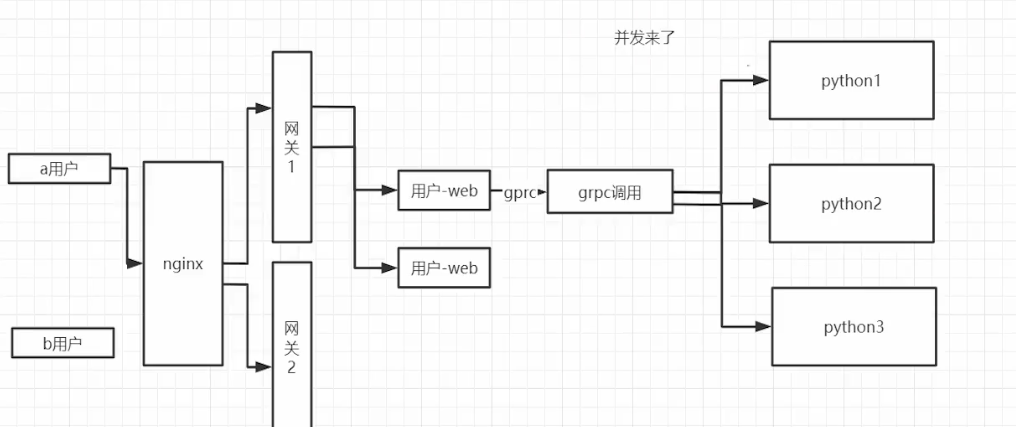 并发来了
a用户
b用户
nginx
网
关
1
网
关
2
用户-web
用户-web
gprc
grpc调用
python1
python2
python3